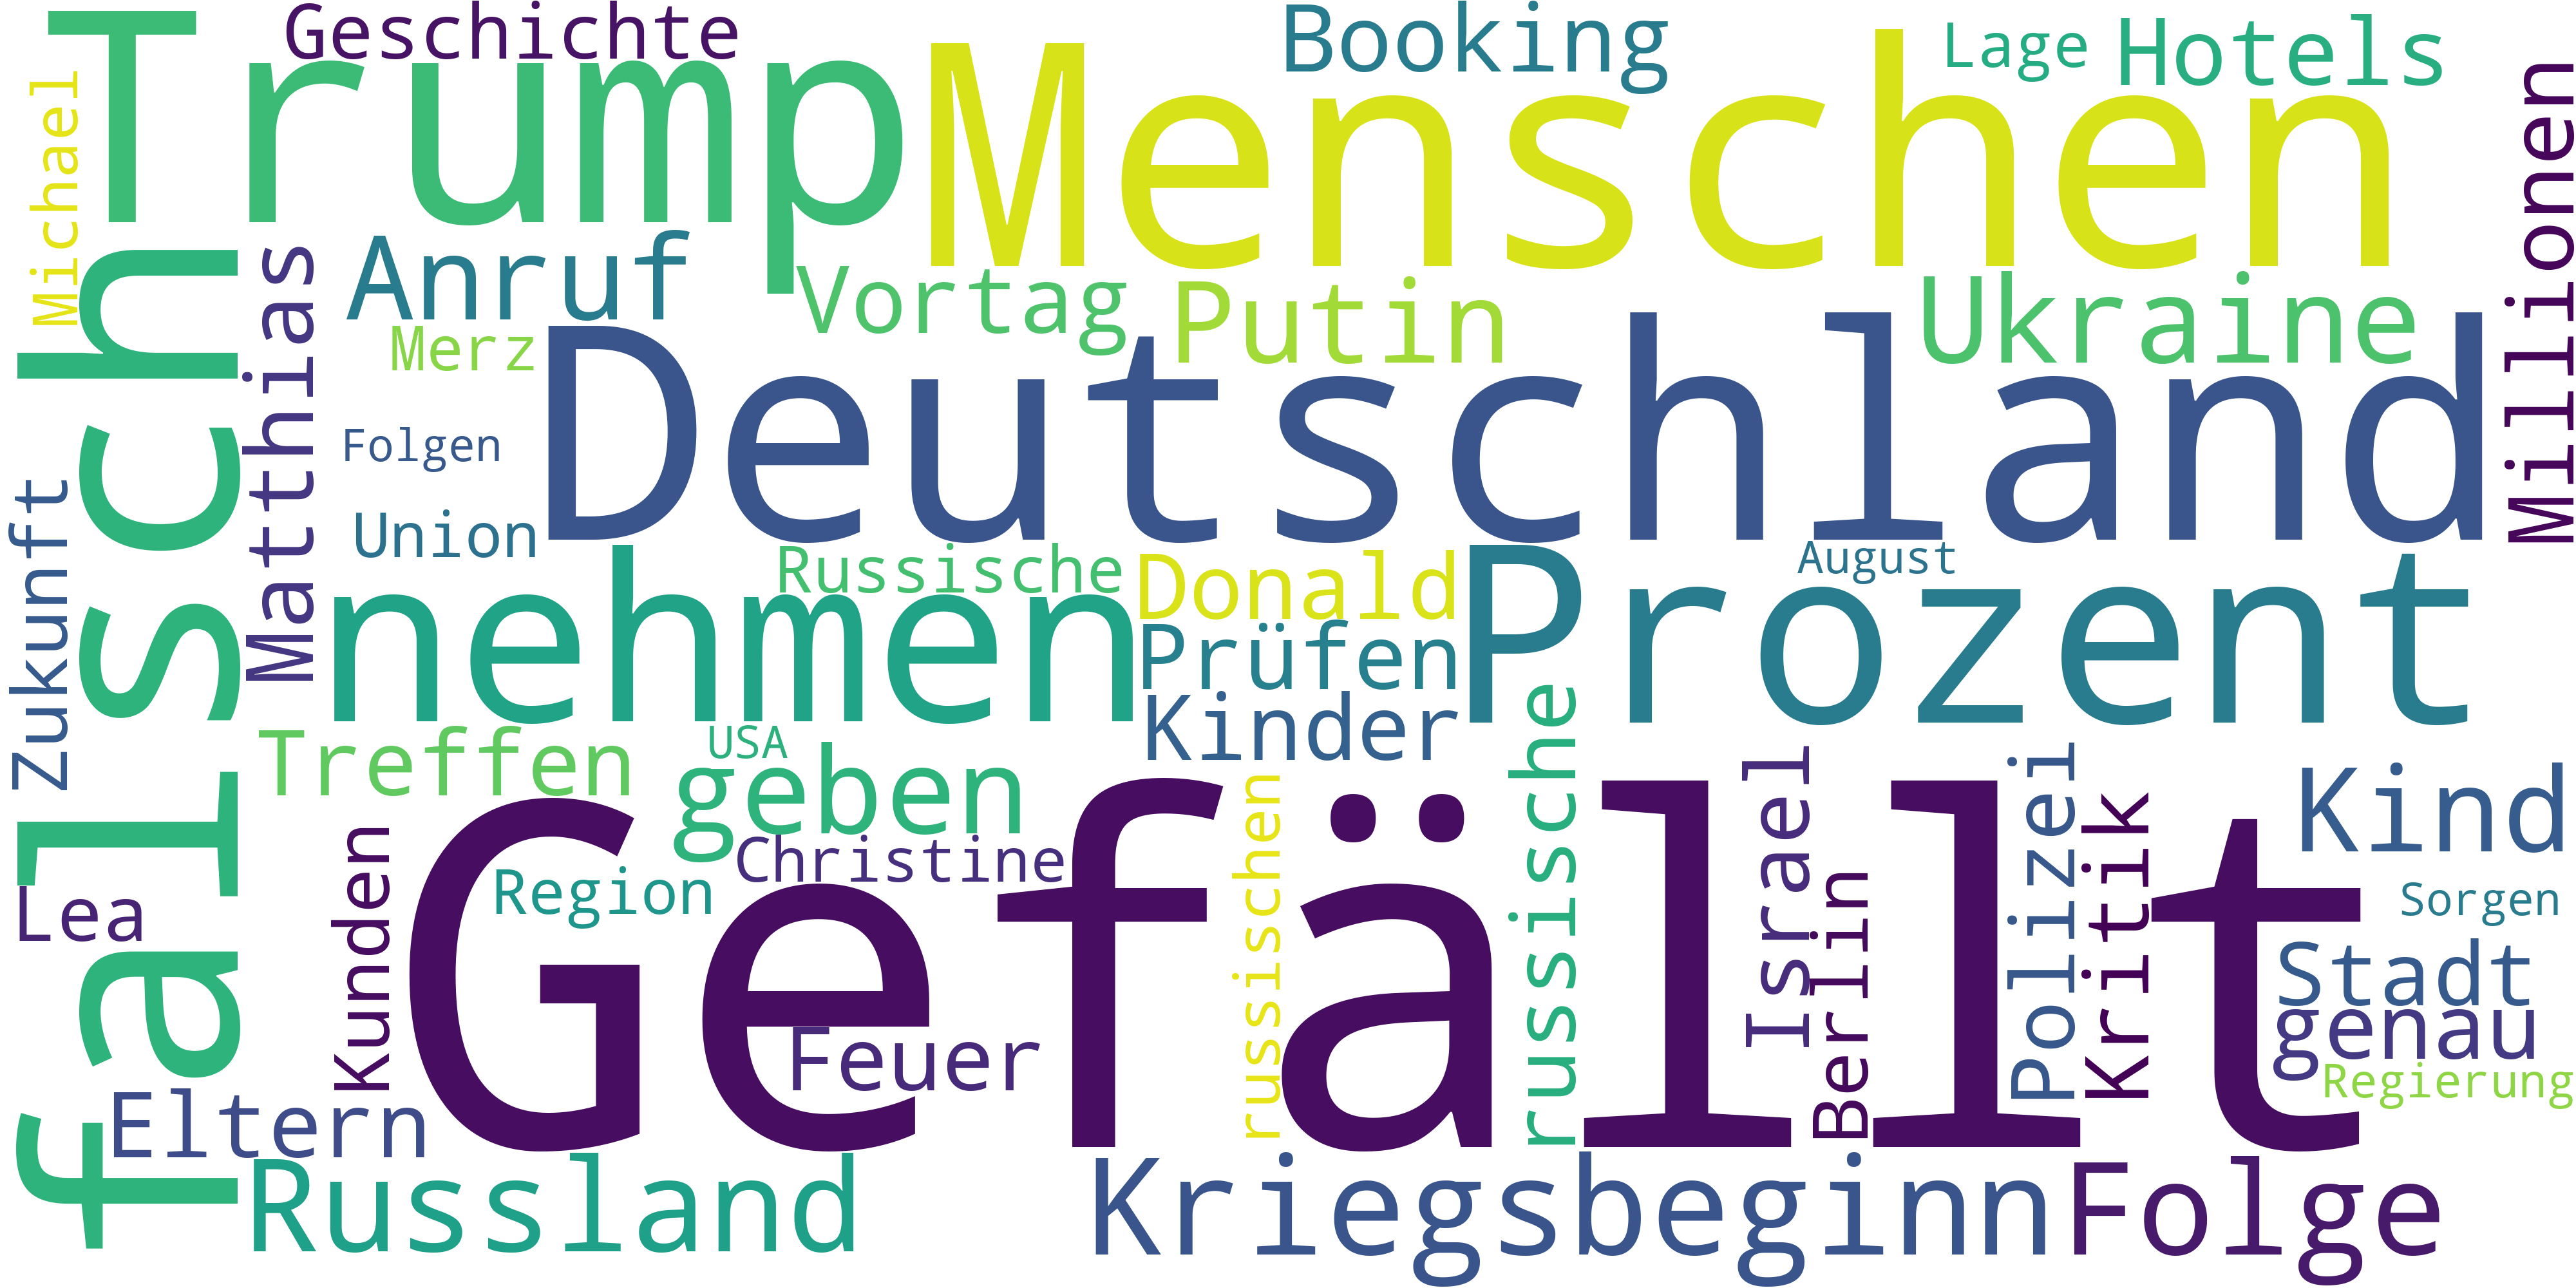 Geschichte
Booking
Lage
Hotels
Trump
Menschen
Michael
Millionen
falsch
Matthias
Anruf
Vortag
Putin
Ukraine
Merz
Deutschland
Folgen
Zukunft
Union
nehmen
Russische
Donald
Prozent
August
Prüfen
Kinder
Treffen
USA
geben
russische
Israel
Polizei
Kind
Gefällt
Christine
Region
Kunden
russischen
Berlin
Kritik
Lea
Sorgen
Stadt
genau
Feuer
Regierung
Eltern
Russland
Kriegsbeginn
Folge